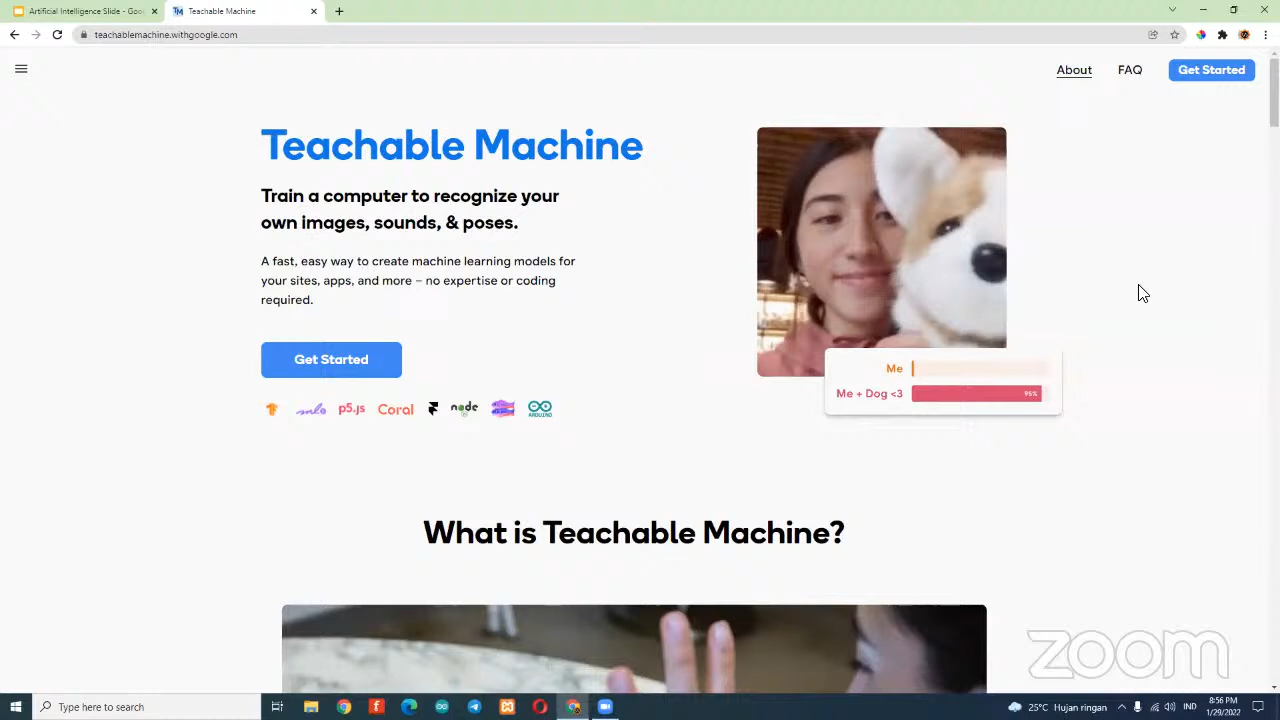 Artificial Intelligence Slide - Goo
Teachable Machine
teachablemachine.withgoogle.com
About
FAQ
Get Started
Teachable Machine
Train a computer to recognize your
own images, sounds, & poses.
A fast, easy way to create machine learning models for
your sites, apps, and more – no expertise or coding
required.
Get Started
Me
Me + Dog <3
95%
p5.js
Coral
node
ARDUINO
What is Teachable Machine?
zoom
Type here to search
25°C Hujan ringan
IND
8:56 PM
1/29/2022